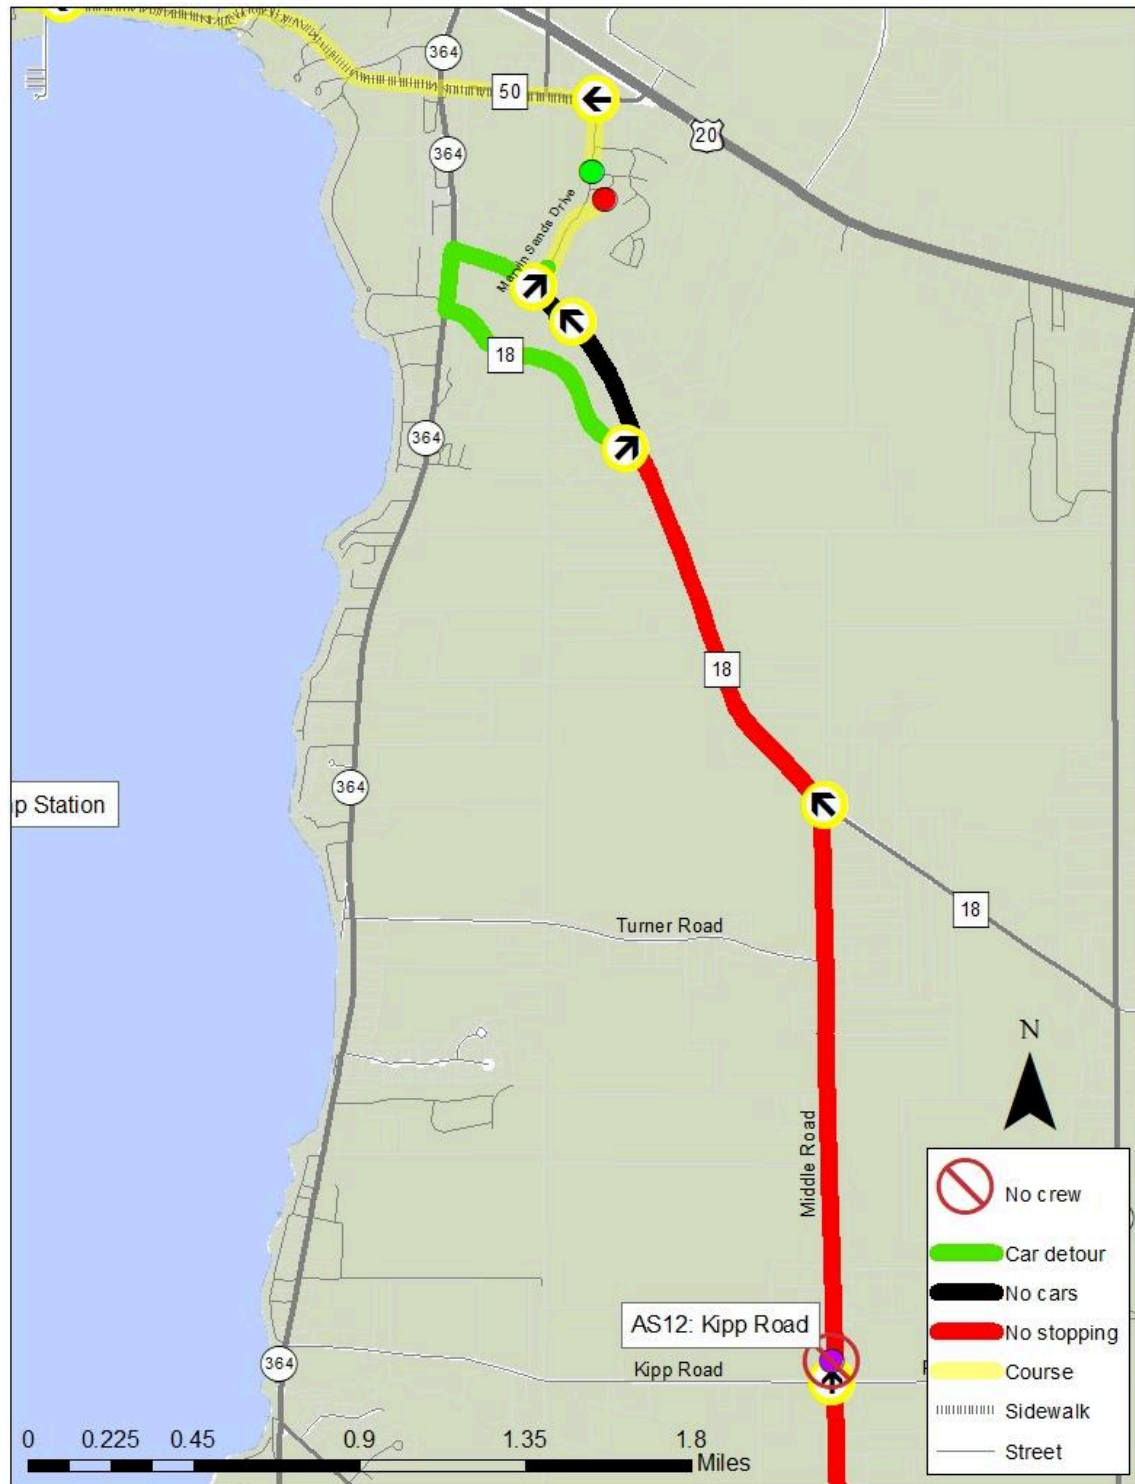 364
50
20
364
Marvin Sands Drive
18
364
18
364
p Station
18
Turner Road
N
Middle Road
No crew
Car detour
No cars
AS12: Kipp Road
No stopping
364
Kipp Road
Course
Sidewalk
0 0.225 0.45 0.9 1.35 1.8
Miles
Street